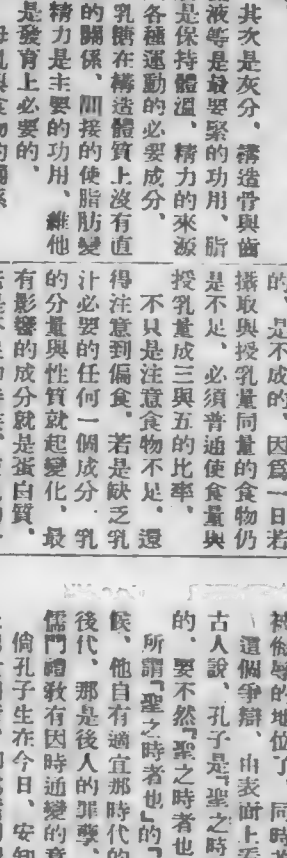 其次是灰分、構造骨與齒
液等是最要緊的功用、脂
是保持體溫、精力的來源
各種運動的必要成分、
乳糖在構造體質上沒有直
的關係、間接的使脂肪變
精力是主要的功用、維他
是發育上必要的、
的、是不成的、因爲一日若
攝取與授乳量同量的食物仍
是不足、必須普通使食量與
授乳量成三與五的比率、
不只是注意食物不足、還
得注意到偏食、若是缺乏乳
汁必要的任何一個成分、乳
的分量與性質就起變化、最
有影響的成分就是蛋白質、
被侮辱的地位了、同時
這個爭辯、由表面上看
古人說、孔子是『聖之時
的、要不然『聖之時者也
所謂『聖之時者也』的『
候、他自有適宜那時代的
後代、那是後人的罪孽、
儒門禮教有因時通變的意
倘孔子生在今日、安知